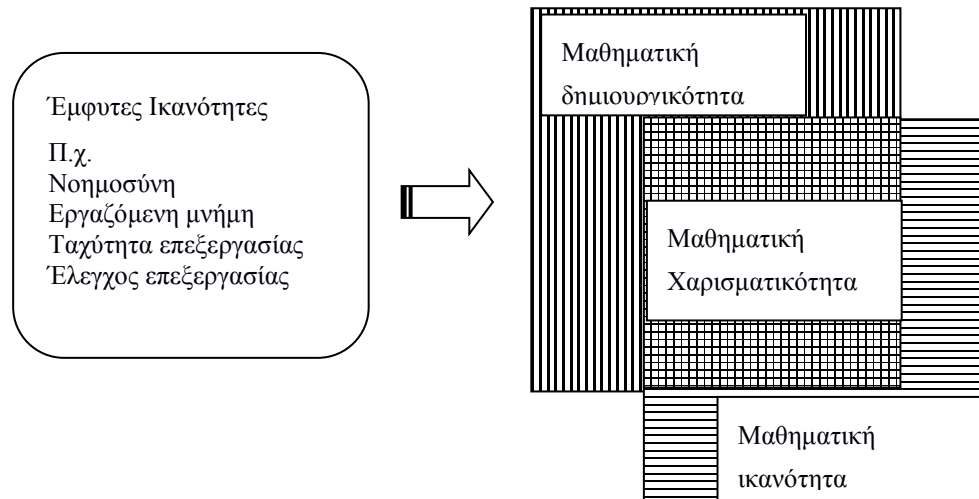 Έμφυτες Ικανότητες
Π.χ.
Νοημοσύνη
Εργαζόμενη μνήμη
Ταχύτητα επεξεργασίας
Έλεγχος επεξεργασίας
Μαθηματική
δημιουργικότητα
Μαθηματική
Χαρισματικότητα
Μαθηματική
ικανότητα